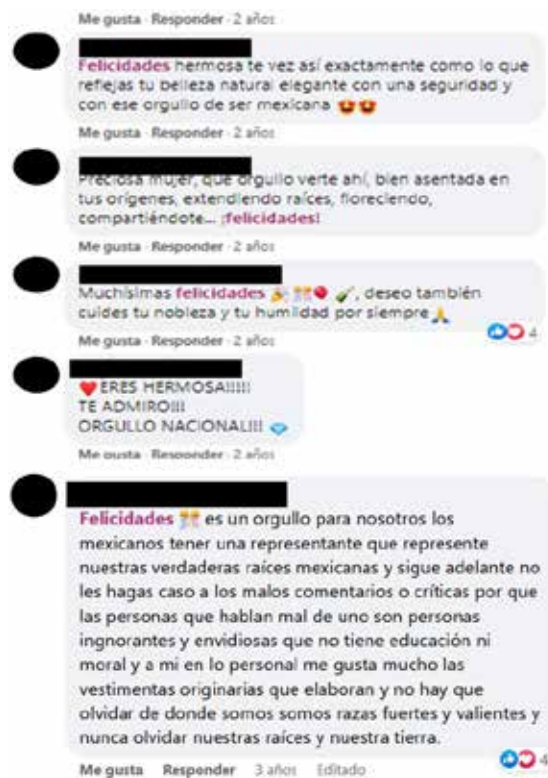 Me gusta · Responder · 2 años
Felicidades hermosa te vez así exactamente como lo que
reflejas tu belleza natural elegante con una seguridad y
con ese orgullo de ser mexicana 🤩🤩
Me gusta · Responder · 2 años
Preciosa mujer, que orgullo verte ahí, bien asentada en
tus orígenes, extendiendo raíces, floreciendo,
compartiéndote... ¡felicidades!
Me gusta · Responder · 2 años
Muchísimas felicidades 🎉🎊🪅🪇, deseo también
cuides tu nobleza y tu humildad por siempre🙏
4
Me gusta · Responder · 2 años
❤️ERES HERMOSA!!!!!
TE ADMIRO!!!
ORGULLO NACIONAL!!! 💎
Me gusta · Responder · 2 años
Felicidades 🎊 es un orgullo para nosotros los
mexicanos tener una representante que represente
nuestras verdaderas raíces mexicanas y sigue adelante no
les hagas caso a los malos comentarios o críticas por que
las personas que hablan mal de uno son personas
ingnorantes y envidiosas que no tiene educación ni
moral y a mi en lo personal me gusta mucho las
vestimentas originarias que elaboran y no hay que
olvidar de donde somos somos razas fuertes y valientes y
nunca olvidar nuestras raíces y nuestra tierra.
4
Me gusta Responder 3 años Editado